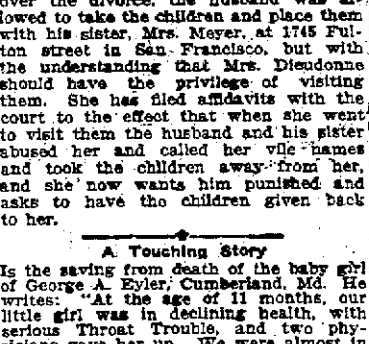 over the divorce, the husband was al-
lowed to take the children and place them
with his sister, Mrs. Meyer, at 1745 Ful-
ton street in San Francisco, but with
the understanding that Mrs. Dieudonne
should have the privilege of visiting
them. She has filed affidavits with the
court to the effect that when she went
to visit them the husband and his sister
abused her and called her vile names
and took the children away from her,
and she now wants him punished and
asks to have the children given back
to her.
A Touching Story
Is the saving from death of the baby girl
of George A. Eyler, Cumberland, Md. He
writes: "At the age of 11 months, our
little girl was in declining health, with
serious Throat Trouble, and two phy-
sicians gave her up. We were almost in